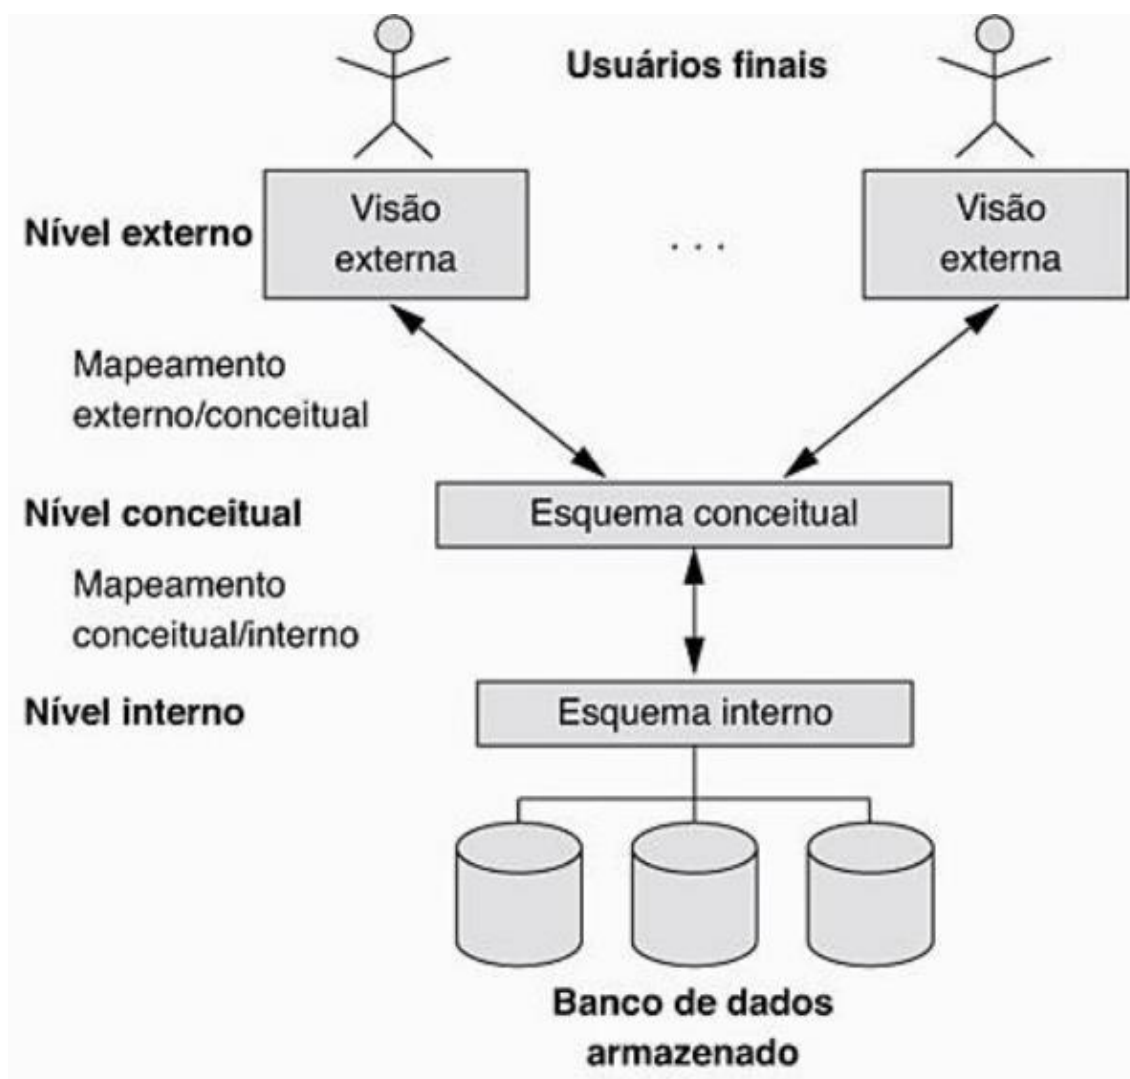 Usuários finais
Nível externo
Visão
externa
. . .
Visão
externa
Mapeamento
externo/conceitual
Nível conceitual
Esquema conceitual
Mapeamento
conceitual/interno
Nível interno
Esquema interno
Banco de dados
armazenado